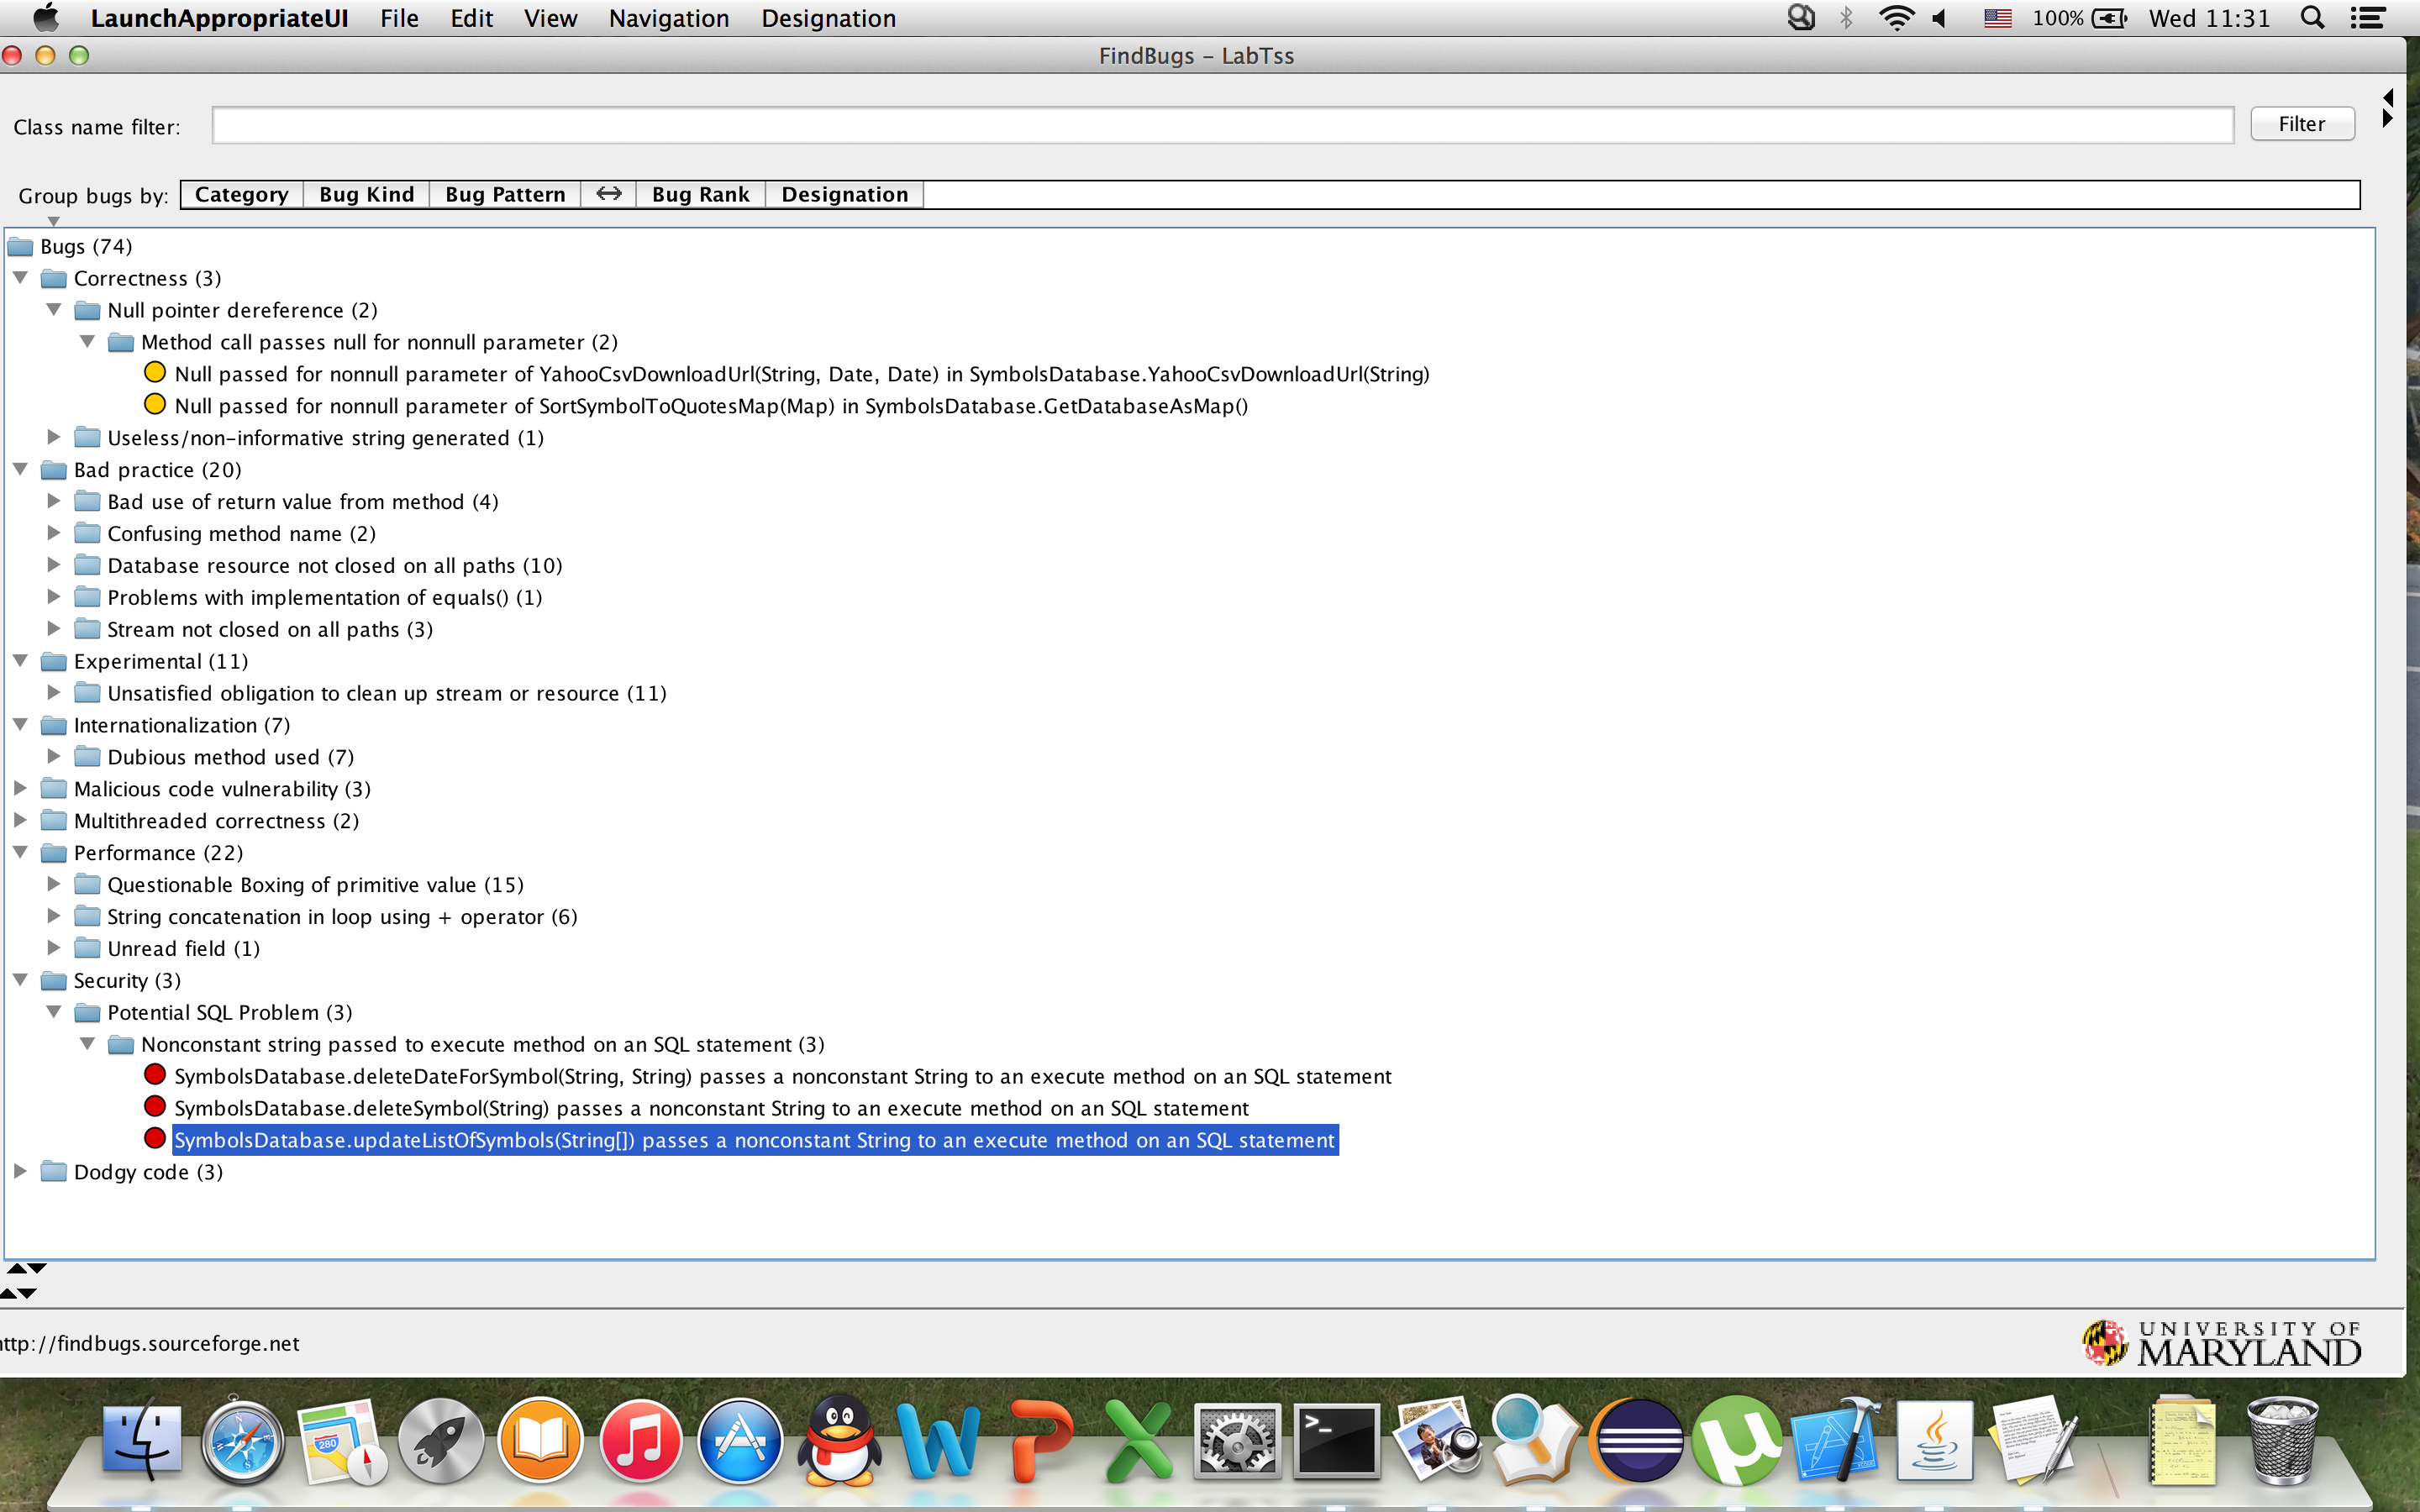 LaunchAppropriateUI File Edit View Navigation Designation 100% Wed 11:31
FindBugs - LabTss
Class name filter: Filter
Group bugs by: Category Bug Kind Bug Pattern <-> Bug Rank Designation
Bugs (74)
Correctness (3)
Null pointer dereference (2)
Method call passes null for nonnull parameter (2)
Null passed for nonnull parameter of YahooCsvDownloadUrl(String, Date, Date) in SymbolsDatabase.YahooCsvDownloadUrl(String)
Null passed for nonnull parameter of SortSymbolToQuotesMap(Map) in SymbolsDatabase.GetDatabaseAsMap()
Useless/non-informative string generated (1)
Bad practice (20)
Bad use of return value from method (4)
Confusing method name (2)
Database resource not closed on all paths (10)
Problems with implementation of equals() (1)
Stream not closed on all paths (3)
Experimental (11)
Unsatisfied obligation to clean up stream or resource (11)
Internationalization (7)
Dubious method used (7)
Malicious code vulnerability (3)
Multithreaded correctness (2)
Performance (22)
Questionable Boxing of primitive value (15)
String concatenation in loop using + operator (6)
Unread field (1)
Security (3)
Potential SQL Problem (3)
Nonconstant string passed to execute method on an SQL statement (3)
SymbolsDatabase.deleteDateForSymbol(String, String) passes a nonconstant String to an execute method on an SQL statement
SymbolsDatabase.deleteSymbol(String) passes a nonconstant String to an execute method on an SQL statement
SymbolsDatabase.updateListOfSymbols(String[]) passes a nonconstant String to an execute method on an SQL statement
Dodgy code (3)
ttp://findbugs.sourceforge.net
UNIVERSITY OF
MARYLAND
280